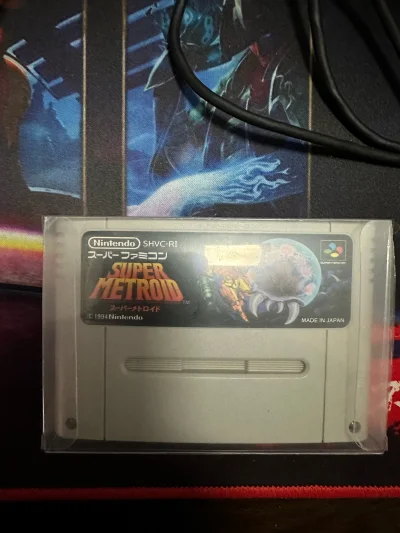 Nintendo SHVC-RI
スーパー ファミコン
SUPER
METROID™
スーパーメトロイド
© 1994 Nintendo
MADE IN JAPAN